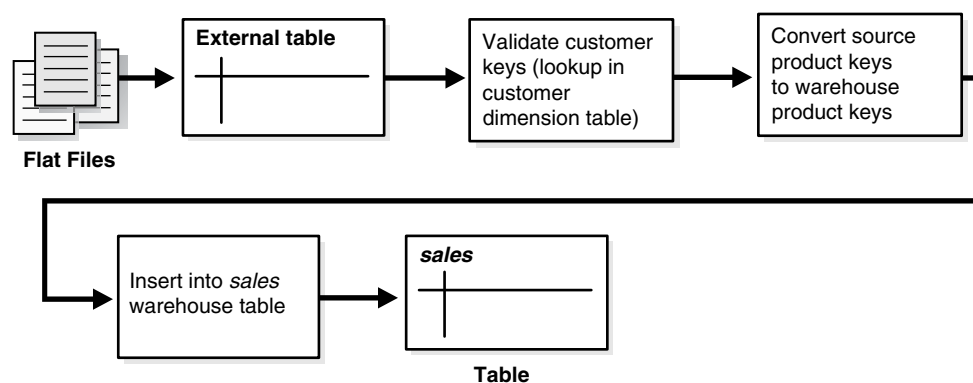 External table
Flat Files
Validate customer
keys (lookup in
customer
dimension table)
Convert source
product keys
to warehouse
product keys
Insert into sales
warehouse table
sales
Table